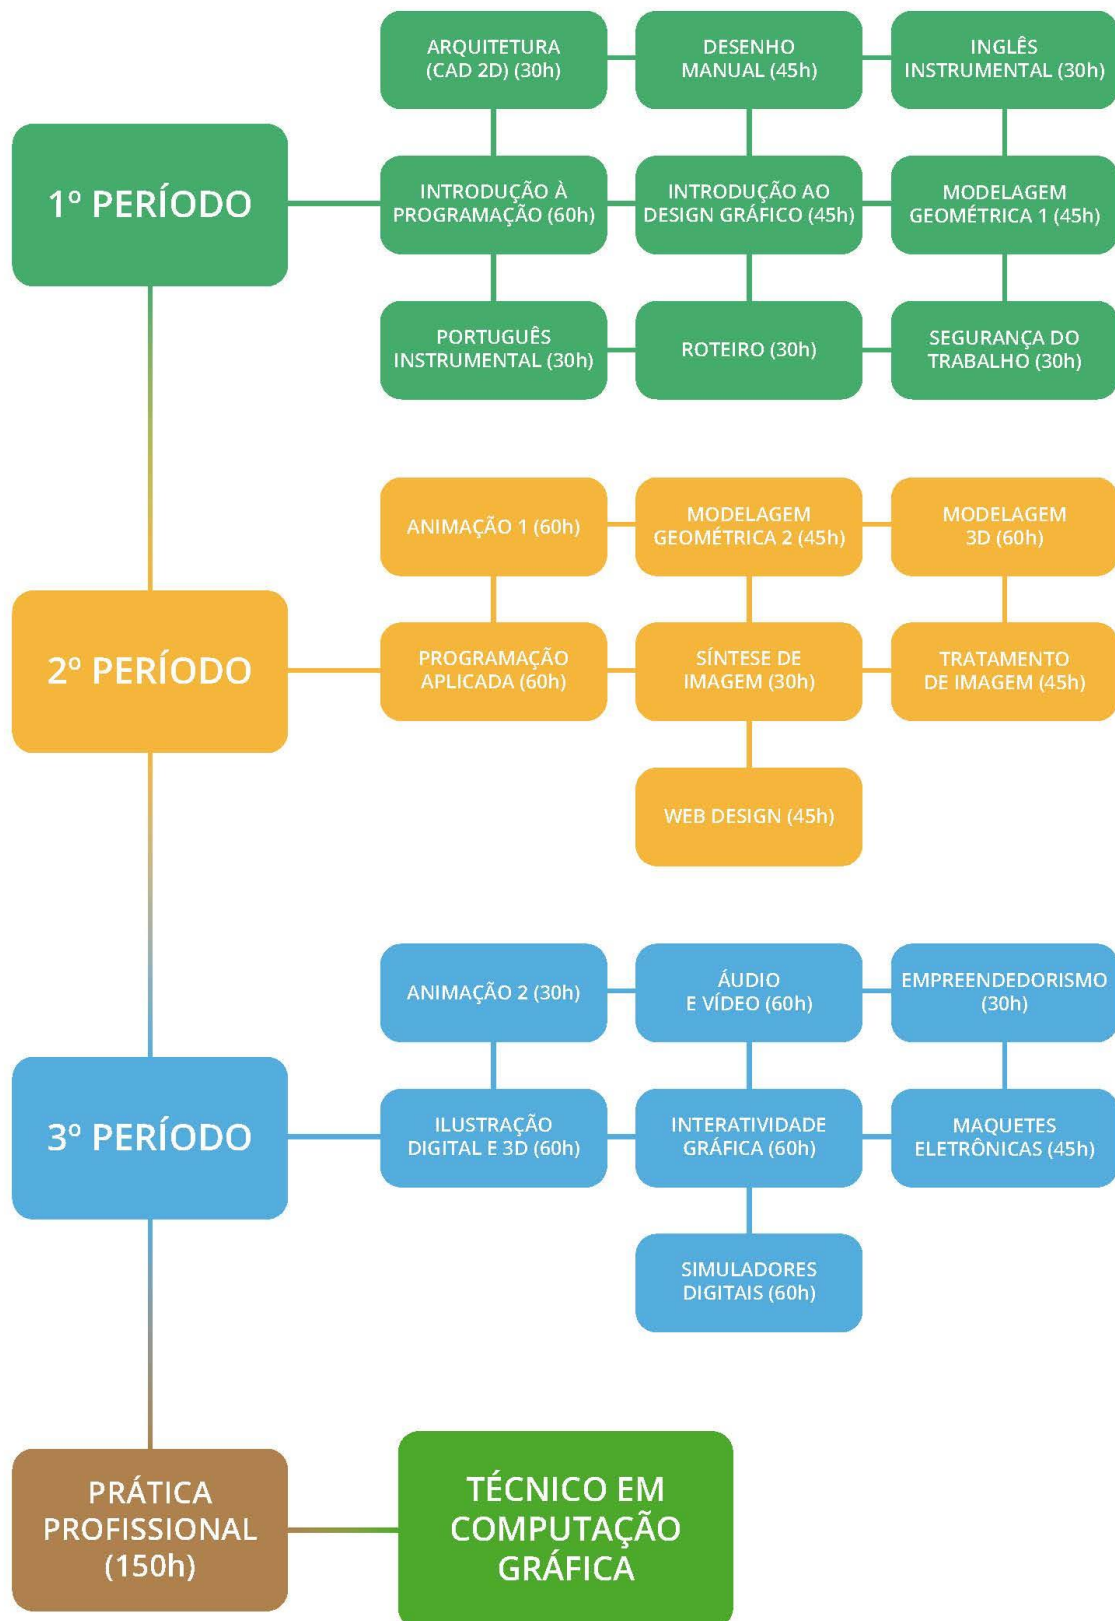 1º PERÍODO
ARQUITETURA
(CAD 2D) (30h)
DESENHO
MANUAL (45h)
INGLÊS
INSTRUMENTAL (30h)
INTRODUÇÃO À
PROGRAMAÇÃO (60h)
INTRODUÇÃO AO
DESIGN GRÁFICO (45h)
MODELAGEM
GEOMÉTRICA 1 (45h)
PORTUGUÊS
INSTRUMENTAL (30h)
ROTEIRO (30h)
SEGURANÇA DO
TRABALHO (30h)
2º PERÍODO
ANIMAÇÃO 1 (60h)
MODELAGEM
GEOMÉTRICA 2 (45h)
MODELAGEM
3D (60h)
PROGRAMAÇÃO
APLICADA (60h)
SÍNTESE DE
IMAGEM (30h)
TRATAMENTO
DE IMAGEM (45h)
WEB DESIGN (45h)
3º PERÍODO
ANIMAÇÃO 2 (30h)
ÁUDIO
E VÍDEO (60h)
EMPREENDEDORISMO
(30h)
ILUSTRAÇÃO
DIGITAL E 3D (60h)
INTERATIVIDADE
GRÁFICA (60h)
MAQUETES
ELETRÔNICAS (45h)
SIMULADORES
DIGITAIS (60h)
PRÁTICA
PROFISSIONAL
(150h)
TÉCNICO EM
COMPUTAÇÃO
GRÁFICA